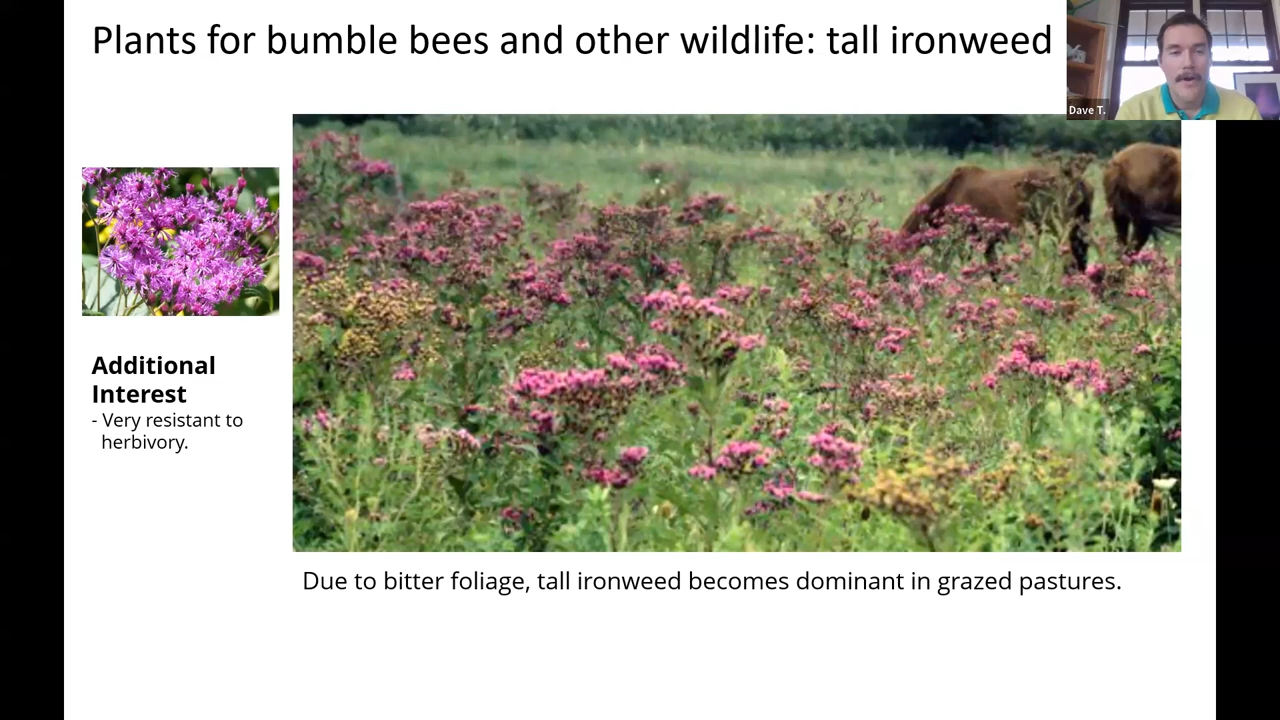 Plants for bumble bees and other wildlife: tall ironweed
Dave T.
Additional
Interest
- Very resistant to
herbivory.
Due to bitter foliage, tall ironweed becomes dominant in grazed pastures.